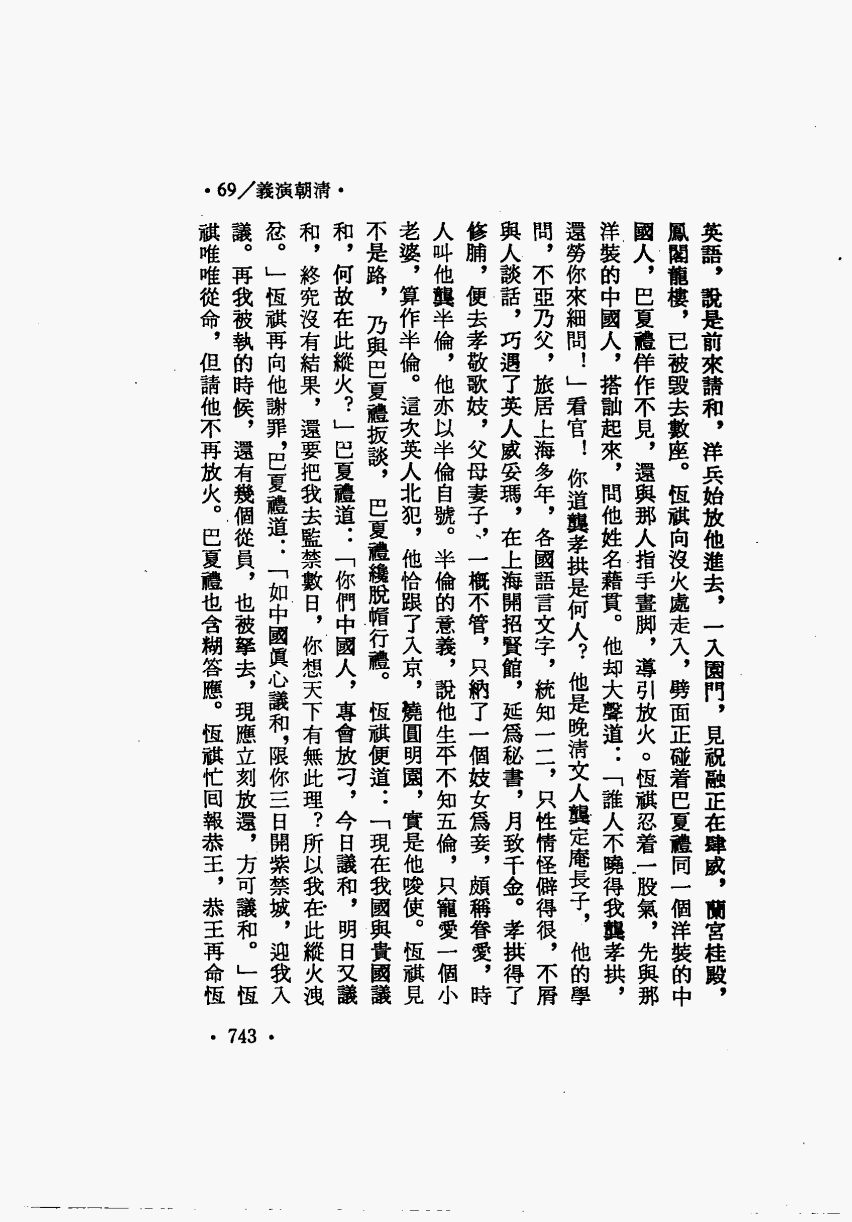 ·69／義演朝清·
英語，說是前來請和，洋兵始放他進去，一入園門，見祝融正在肆威，蘭宮桂殿，
鳳閣龍樓，已被毀去數座。恆祺向沒火處走入，劈面正碰着巴夏禮同一個洋裝的中
國人，巴夏禮佯作不見，還與那人指手畫脚，導引放火。恆祺忍着一股氣，先與那
洋裝的中國人，搭訕起來，問他姓名藉貫。他却大聲道：「誰人不曉得我龔孝拱，
還勞你來細問！」看官！你道龔孝拱是何人？他是晚淸文人龔定庵長子，他的學
問，不亞乃父，旅居上海多年，各國語言文字，統知一二，只性情怪僻得很，不屑
與人談話，巧遇了英人威妥瑪，在上海開招賢館，延爲秘書，月致千金。孝拱得了
修脯，便去孝敬歌妓，父母妻子、一概不管，只納了一個妓女爲妾，頗稱眷愛，時
人叫他龔半倫，他亦以半倫自號。半倫的意義，說他生平不知五倫，只寵愛一個小
老婆，算作半倫。這次英人北犯，他恰跟了入京，燒圓明園，實是他唆使。恆祺見
不是路，乃與巴夏禮扳談，巴夏禮纔脫帽行禮。恆祺便道：「現在我國與貴國議
和，何故在此縱火？」巴夏禮道：「你們中國人，專會放刁，今日議和，明日又議
和，終究沒有結果，還要把我去監禁數日，你想天下有無此理？所以我在此縱火洩
忿。」恆祺再向他謝罪，巴夏禮道：「如中國眞心議和，限你三日開紫禁城，迎我入
議。再我被執的時候，還有幾個從員，也被拏去，現應立刻放還，方可議和。」恆
祺唯唯從命，但請他不再放火。巴夏禮也含糊答應。恆祺忙回報恭王，恭王再命恆
·743·